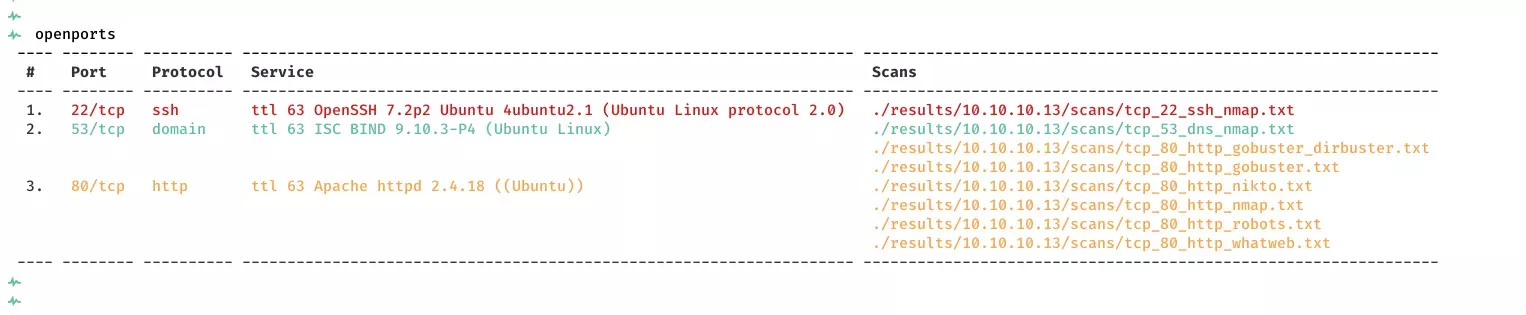 openports
---- -------- ---------- -------------------------------------------------------------------- ----------------------------------------------------------------
# Port Protocol Service Scans
---- -------- ---------- -------------------------------------------------------------------- ----------------------------------------------------------------
1. 22/tcp ssh ttl 63 OpenSSH 7.2p2 Ubuntu 4ubuntu2.1 (Ubuntu Linux protocol 2.0) ./results/10.10.10.13/scans/tcp_22_ssh_nmap.txt
2. 53/tcp domain ttl 63 ISC BIND 9.10.3-P4 (Ubuntu Linux) ./results/10.10.10.13/scans/tcp_53_dns_nmap.txt
./results/10.10.10.13/scans/tcp_80_http_gobuster_dirbuster.txt
./results/10.10.10.13/scans/tcp_80_http_gobuster.txt
3. 80/tcp http ttl 63 Apache httpd 2.4.18 ((Ubuntu)) ./results/10.10.10.13/scans/tcp_80_http_nikto.txt
./results/10.10.10.13/scans/tcp_80_http_nmap.txt
./results/10.10.10.13/scans/tcp_80_http_robots.txt
./results/10.10.10.13/scans/tcp_80_http_whatweb.txt
---- -------- ---------- -------------------------------------------------------------------- ----------------------------------------------------------------